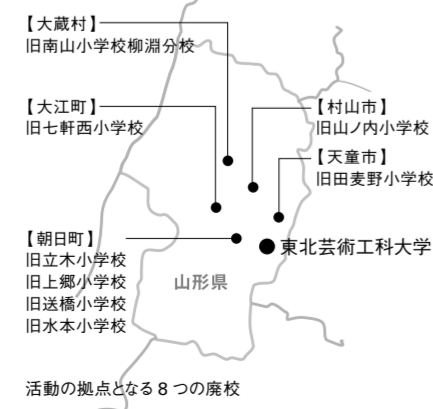 【大蔵村】
旧南山小学校柳淵分校
【大江町】
旧七軒西小学校
【村山市】
旧山ノ内小学校
【天童市】
旧田麦野小学校
【朝日町】
旧立木小学校
旧上郷小学校
旧送橋小学校
旧水本小学校
東北芸術工科大学
山形県
活動の拠点となる8つの廃校